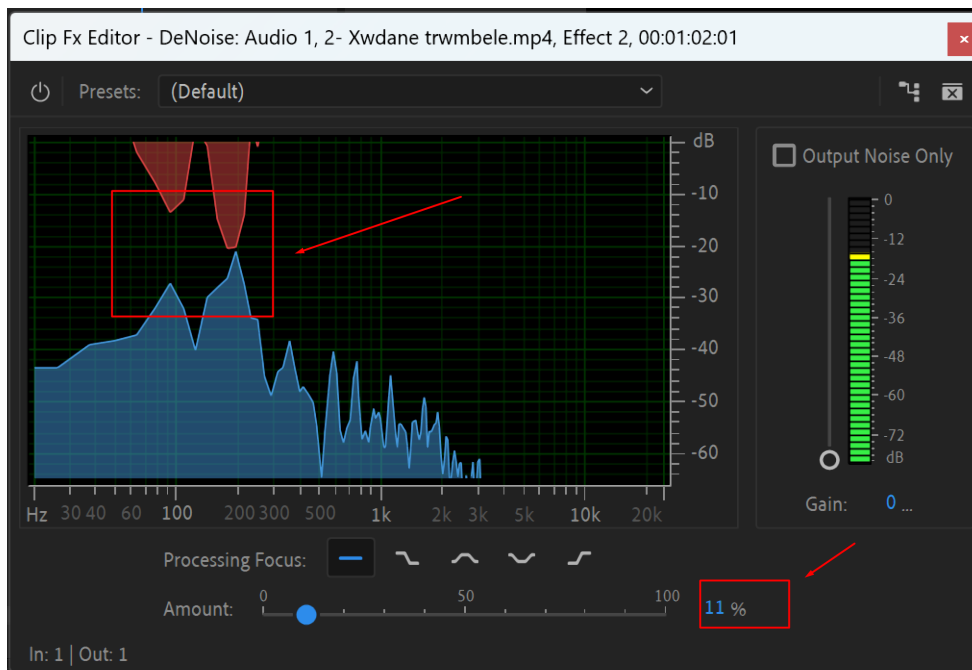 Clip Fx Editor - DeNoise: Audio 1, 2- Xwdane trwmbele.mp4, Effect 2, 00:01:02:01
Presets: (Default)
dB
-10
-20
-30
-40
-50
-60
Hz 30 40 60 100 200 300 500 1k 2k 3k 5k 10k 20k
Output Noise Only
0
-12
-24
-36
-48
-60
-72
dB
Gain: 0 ...
Processing Focus:
0 50 100
Amount: 11 %
In: 1 | Out: 1